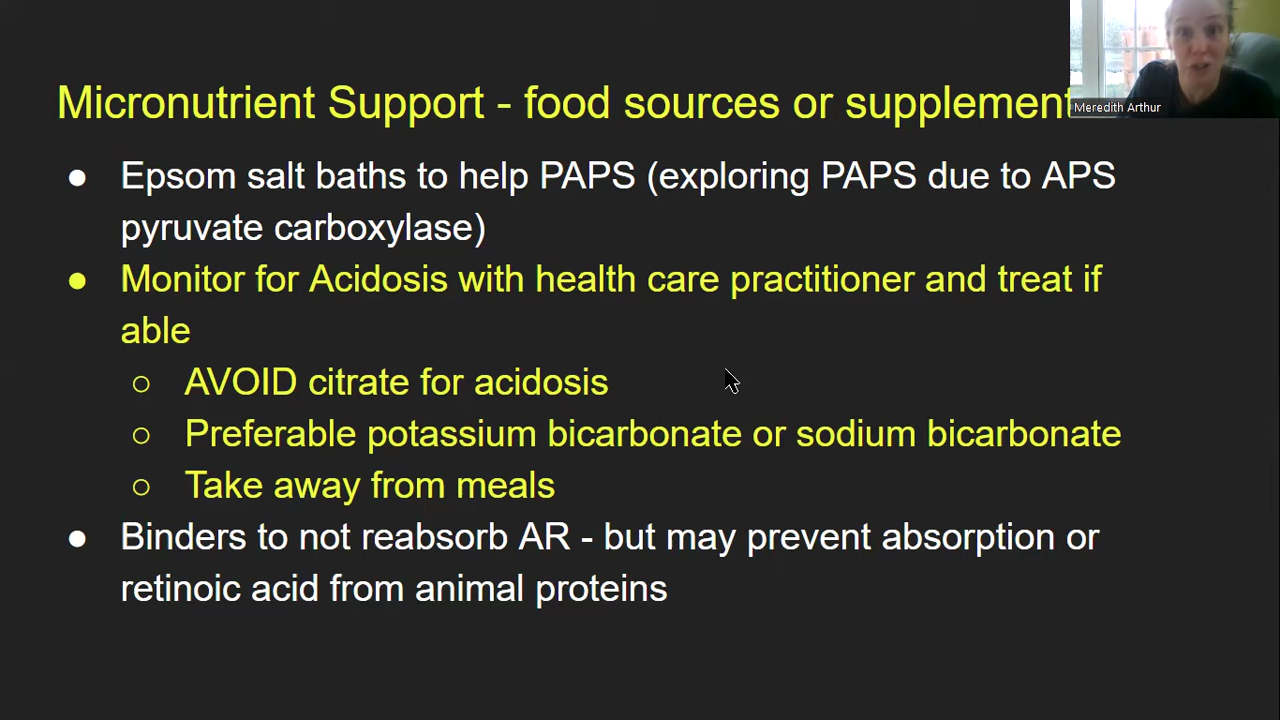 Micronutrient Support - food sources or supplement
Meredith Arthur
● Epsom salt baths to help PAPS (exploring PAPS due to APS
pyruvate carboxylase)
● Monitor for Acidosis with health care practitioner and treat if
able
○ AVOID citrate for acidosis
○ Preferable potassium bicarbonate or sodium bicarbonate
○ Take away from meals
● Binders to not reabsorb AR - but may prevent absorption or
retinoic acid from animal proteins